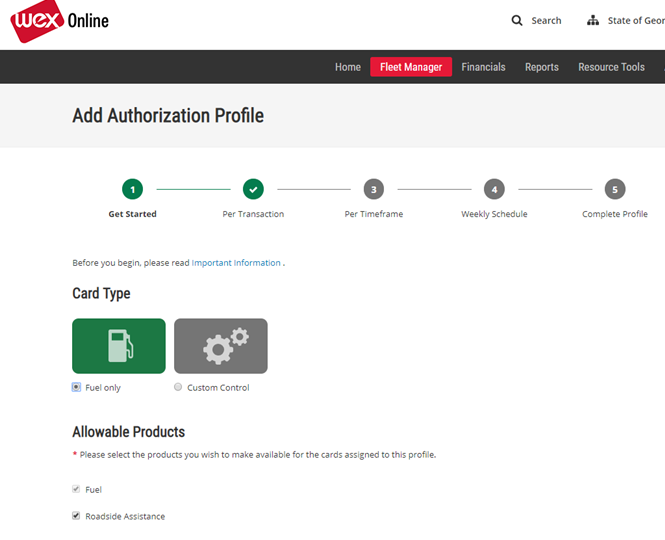 wex Online
Search
State of Geor
Home Fleet Manager Financials Reports Resource Tools
Add Authorization Profile
1 3 4 5
Get Started Per Transaction Per Timeframe Weekly Schedule Complete Profile
Before you begin, please read Important Information .
Card Type
Fuel only Custom Control
Allowable Products
* Please select the products you wish to make available for the cards assigned to this profile.
Fuel
Roadside Assistance